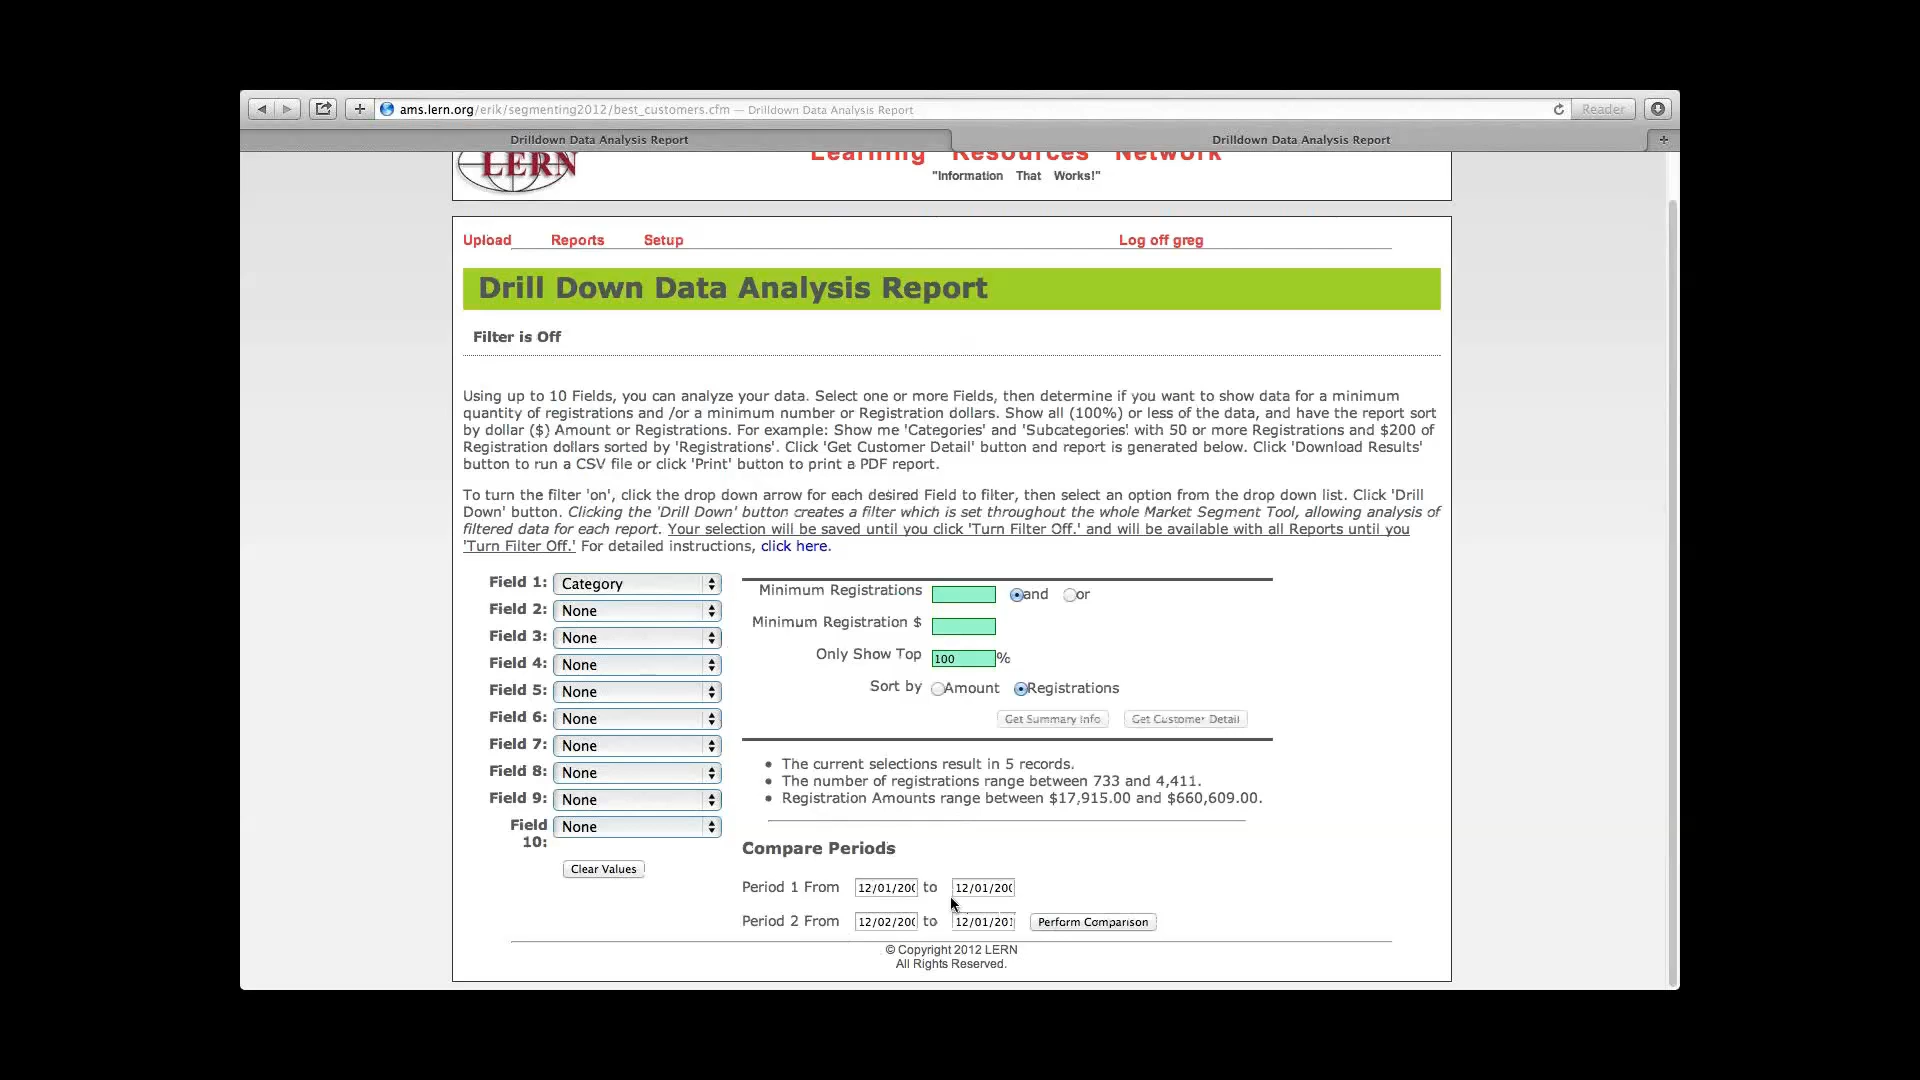 ams.lern.org/erik/segmenting2012/best_customers.cfm — Drilldown Data Analysis Report
Reader
Drilldown Data Analysis Report
Drilldown Data Analysis Report
LERN
Learning Resources Network
"Information That Works!"
Upload Reports Setup Log off greg
Drill Down Data Analysis Report
Filter is Off
Using up to 10 Fields, you can analyze your data. Select one or more Fields, then determine if you want to show data for a minimum
quantity of registrations and /or a minimum number or Registration dollars. Show all (100%) or less of the data, and have the report sort
by dollar ($) Amount or Registrations. For example: Show me 'Categories' and 'Subcategories' with 50 or more Registrations and $200 of
Registration dollars sorted by 'Registrations'. Click 'Get Customer Detail' button and report is generated below. Click 'Download Results'
button to run a CSV file or click 'Print' button to print a PDF report.
To turn the filter 'on', click the drop down arrow for each desired Field to filter, then select an option from the drop down list. Click 'Drill
Down' button. Clicking the 'Drill Down' button creates a filter which is set throughout the whole Market Segment Tool, allowing analysis of
filtered data for each report. Your selection will be saved until you click 'Turn Filter Off.' and will be available with all Reports until you
'Turn Filter Off.' For detailed instructions, click here.
Field 1: Category
Field 2: None
Field 3: None
Field 4: None
Field 5: None
Field 6: None
Field 7: None
Field 8: None
Field 9: None
Field
10: None
Clear Values
Minimum Registrations and or
Minimum Registration $
Only Show Top 100 %
Sort by Amount Registrations
Get Summary Info Get Customer Detail
The current selections result in 5 records.
The number of registrations range between 733 and 4,411.
Registration Amounts range between $17,915.00 and $660,609.00.
Compare Periods
Period 1 From 12/01/200 to 12/01/200
Period 2 From 12/02/200 to 12/01/201 Perform Comparison
© Copyright 2012 LERN
All Rights Reserved.